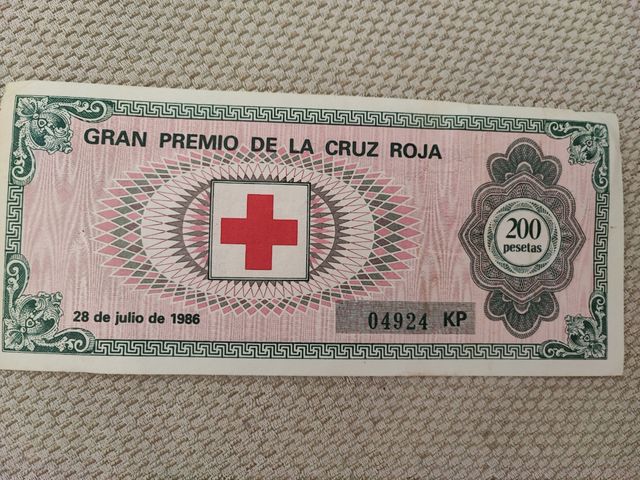 GRAN PREMIO DE LA CRUZ ROJA
200
pesetas
28 de julio de 1986
04924 KP